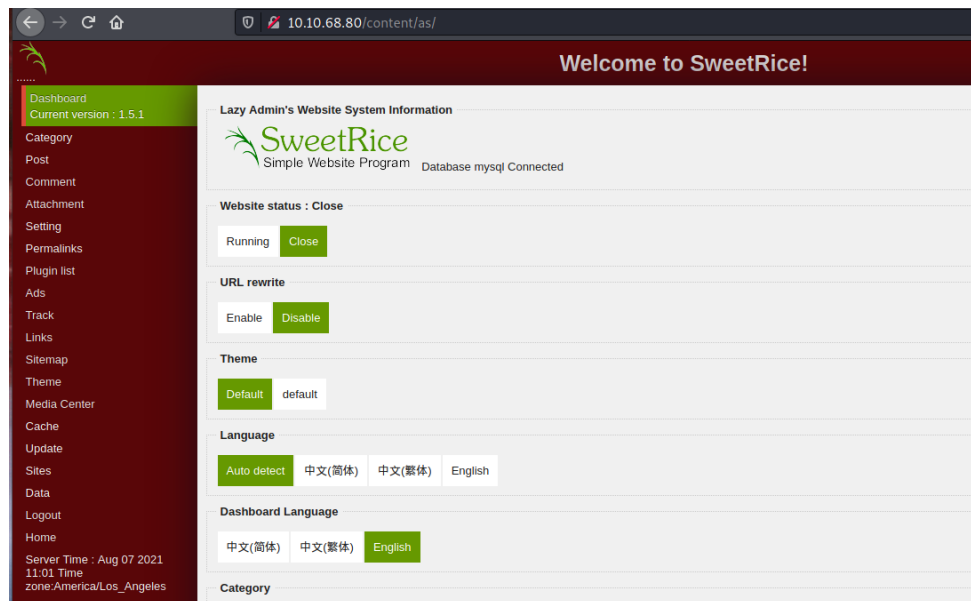 10.10.68.80/content/as/
......
Welcome to SweetRice!
Dashboard
Current version : 1.5.1
Category
Post
Comment
Attachment
Setting
Permalinks
Plugin list
Ads
Track
Links
Sitemap
Theme
Media Center
Cache
Update
Sites
Data
Logout
Home
Server Time : Aug 07 2021
11:01 Time
zone:America/Los_Angeles
Lazy Admin's Website System Information
SweetRice
Simple Website Program
Database mysql Connected
Website status : Close
Running Close
URL rewrite
Enable Disable
Theme
Default default
Language
Auto detect 中文(简体) 中文(繁体) English
Dashboard Language
中文(简体) 中文(繁体) English
Category